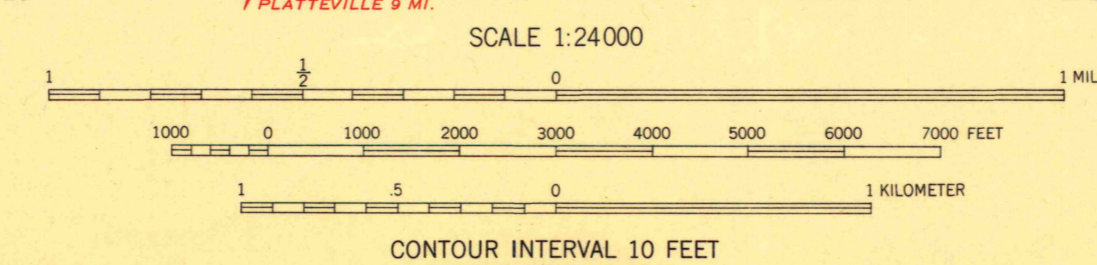 PLATTEVILLE 9 MI.
SCALE 1:24000
1 1/2 0 1 MIL
1000 0 1000 2000 3000 4000 5000 6000 7000 FEET
1 .5 0 1 KILOMETER
CONTOUR INTERVAL 10 FEET